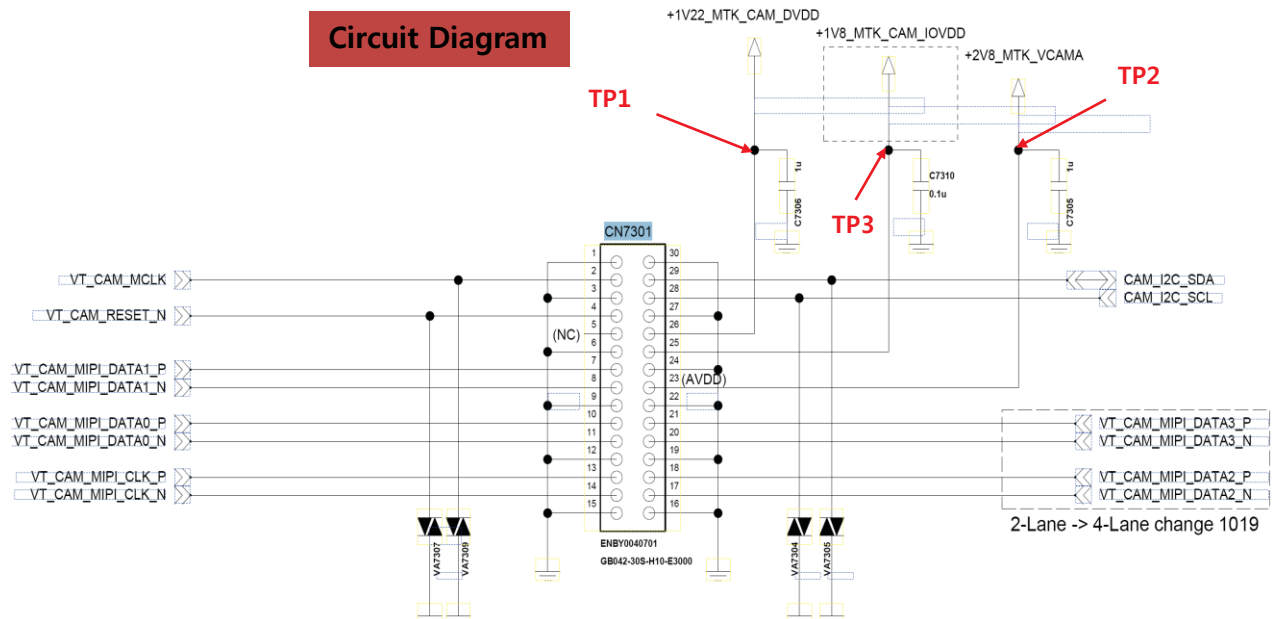 Circuit Diagram
+1V22_MTK_CAM_DVDD
+1V8_MTK_CAM_IOVDD
+2V8_MTK_VCAMA
TP1
TP2
TP3
1u
C7306
C7310
0.1u
1u
C7305
CN7301
1 30
2 29
3 28
4 27
5 26
6 25
7 24
8 23
9 22
10 21
11 20
12 19
13 18
14 17
15 16
(NC)
(AVDD)
VT_CAM_MCLK
VT_CAM_RESET_N
VT_CAM_MIPI_DATA1_P
VT_CAM_MIPI_DATA1_N
VT_CAM_MIPI_DATA0_P
VT_CAM_MIPI_DATA0_N
VT_CAM_MIPI_CLK_P
VT_CAM_MIPI_CLK_N
CAM_I2C_SDA
CAM_I2C_SCL
VT_CAM_MIPI_DATA3_P
VT_CAM_MIPI_DATA3_N
VT_CAM_MIPI_DATA2_P
VT_CAM_MIPI_DATA2_N
2-Lane -> 4-Lane change 1019
VA7307
VA7309
VA7304
VA7305
ENBY0040701
GB042-30S-H10-E3000